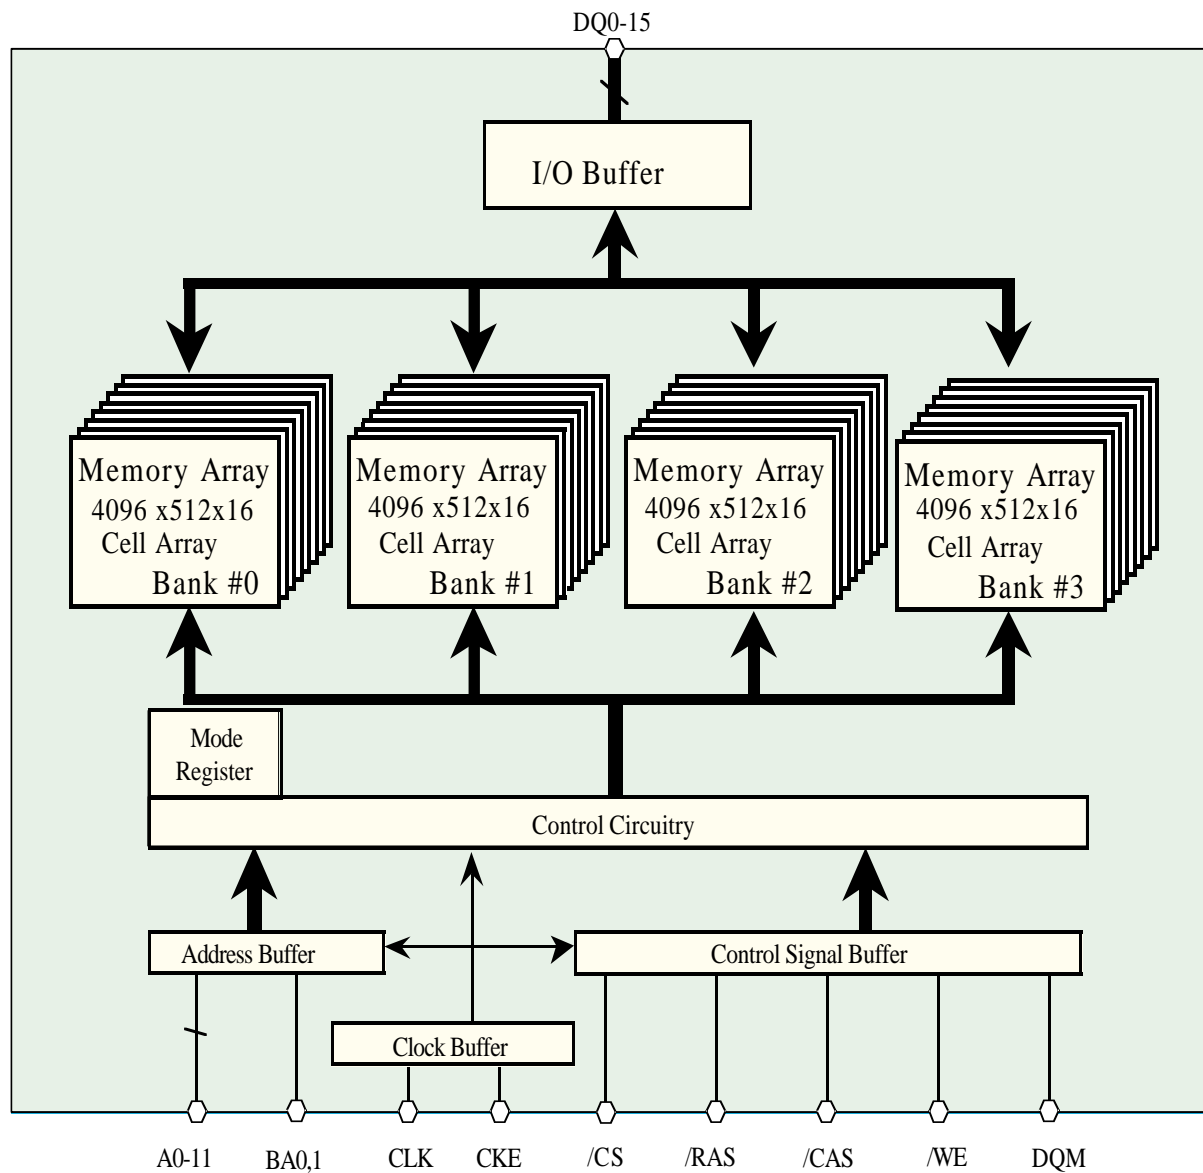 DQ0-15
I/O Buffer
Memory Array
4096 x512x16
Cell Array
Bank #0
Memory Array
4096 x512x16
Cell Array
Bank #1
Memory Array
4096 x512x16
Cell Array
Bank #2
Memory Array
4096 x512x16
Cell Array
Bank #3
Mode
Register
Control Circuitry
Address Buffer
Control Signal Buffer
Clock Buffer
A0-11
BA0,1
CLK
CKE
/CS
/RAS
/CAS
/WE
DQM